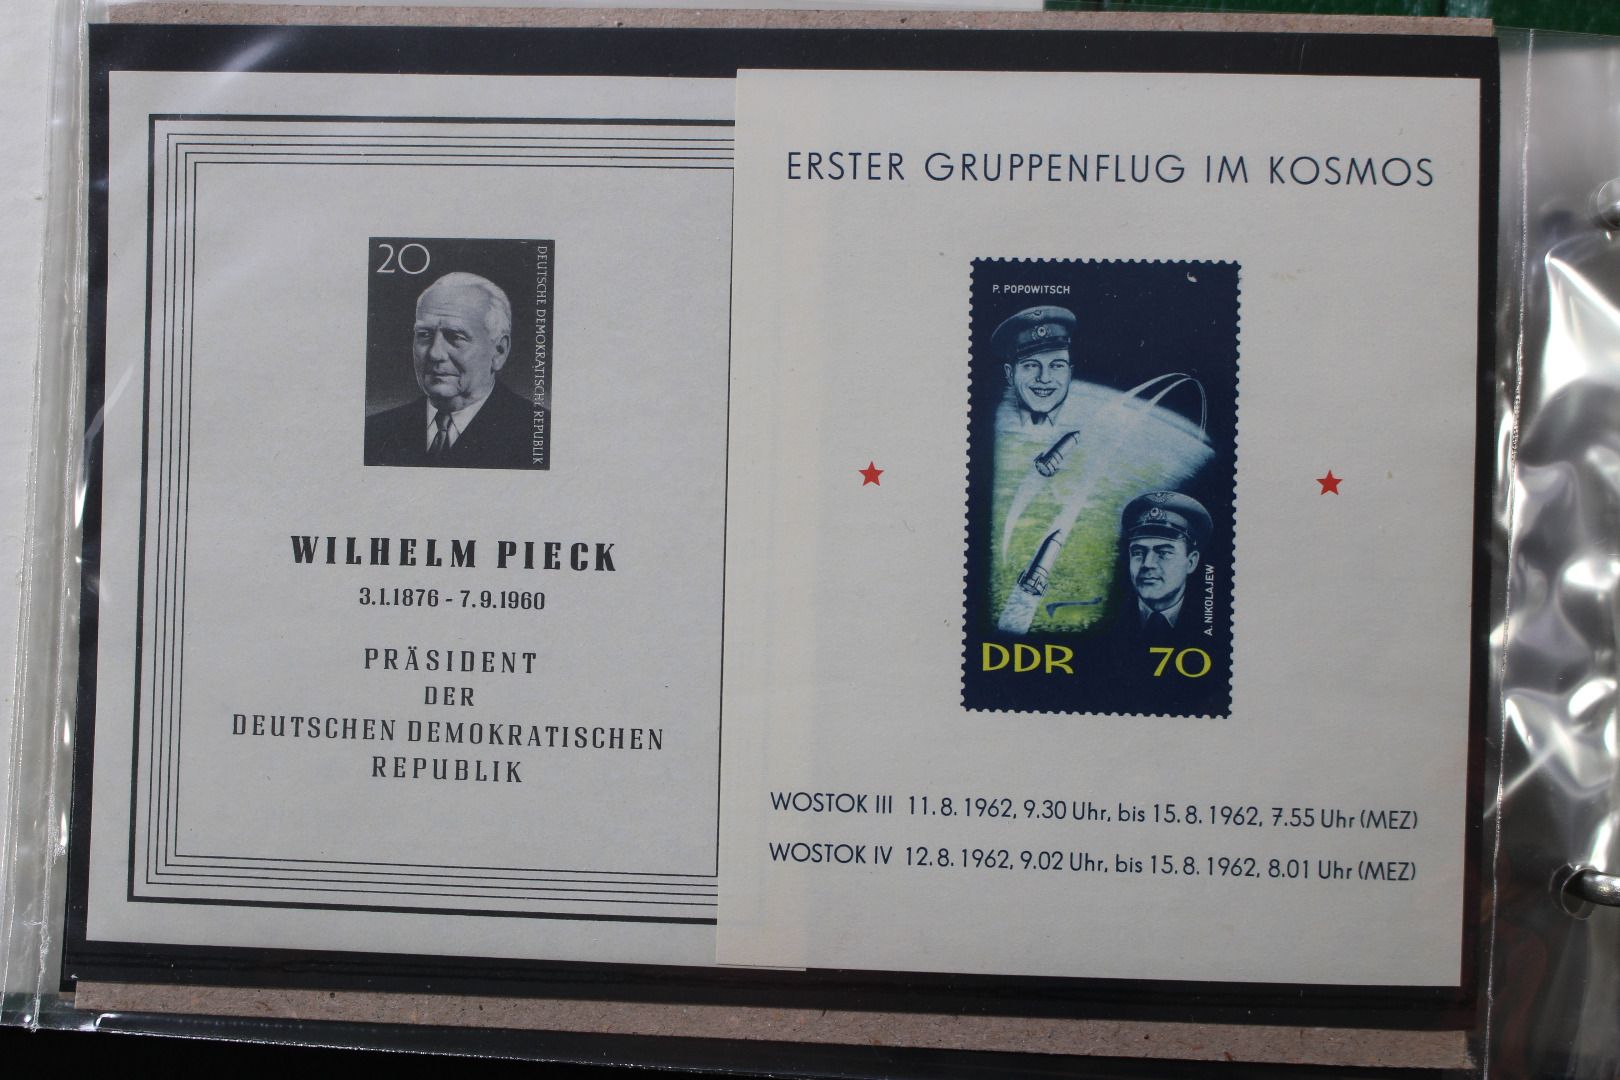 20
DEUTSCHE DEMOKRATISCHE REPUBLIK
WILHELM PIECK
3.1.1876 - 7.9.1960
PRÄSIDENT
DER
DEUTSCHEN DEMOKRATISCHEN
REPUBLIK
ERSTER GRUPPENFLUG IM KOSMOS
P. POPOWITSCH
A. NIKOLAJEW
DDR 70
WOSTOK III 11.8.1962, 9.30 Uhr, bis 15.8.1962, 7.55 Uhr (MEZ)
WOSTOK IV 12.8.1962, 9.02 Uhr, bis 15.8.1962, 8.01 Uhr (MEZ)